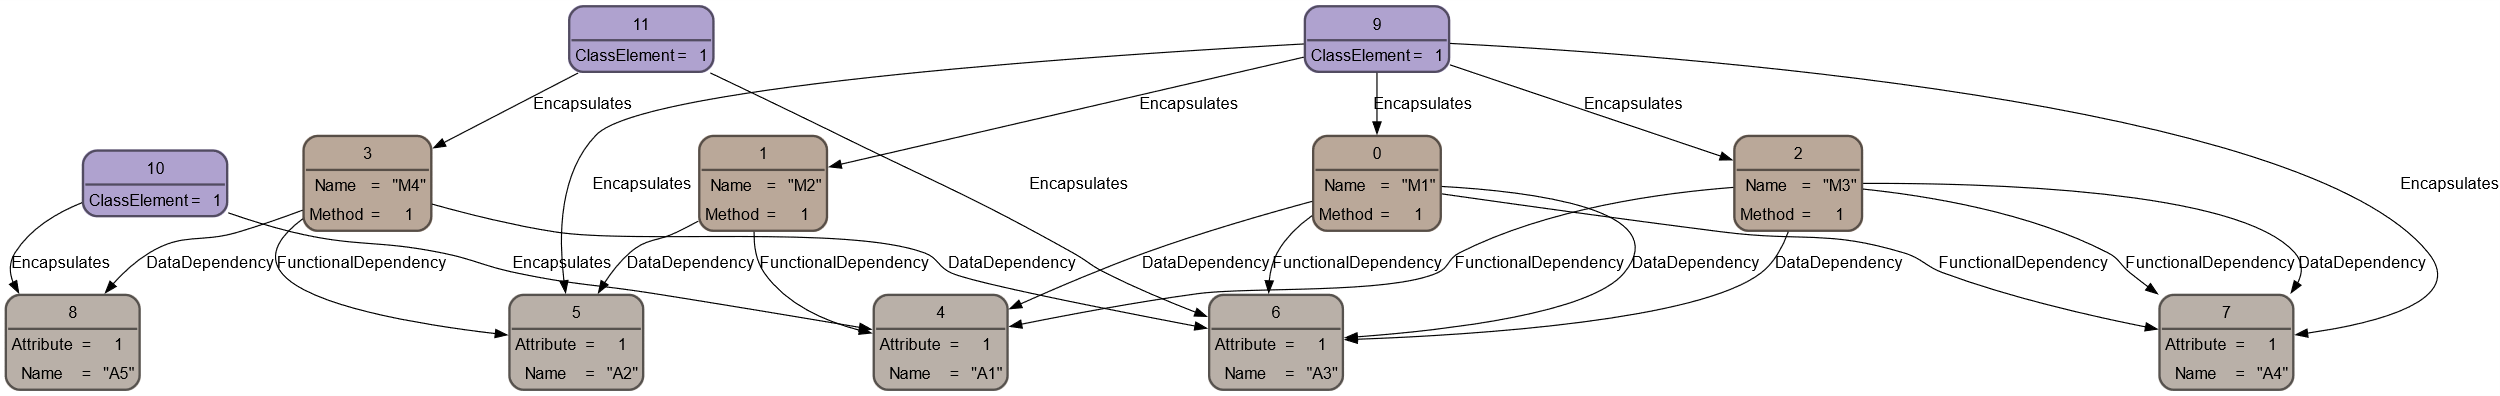 11
ClassElement = 1
9
ClassElement = 1
Encapsulates
Encapsulates
Encapsulates
Encapsulates
10
ClassElement = 1
3
Name = "M4"
Method = 1
1
Name = "M2"
Method = 1
0
Name = "M1"
Method = 1
2
Name = "M3"
Method = 1
Encapsulates
Encapsulates
Encapsulates
Encapsulates
DataDependency
FunctionalDependency
Encapsulates
DataDependency
FunctionalDependency
DataDependency
DataDependency
FunctionalDependency
FunctionalDependency
DataDependency
DataDependency
FunctionalDependency
FunctionalDependency
DataDependency
8
Attribute = 1
Name = "A5"
5
Attribute = 1
Name = "A2"
4
Attribute = 1
Name = "A1"
6
Attribute = 1
Name = "A3"
7
Attribute = 1
Name = "A4"